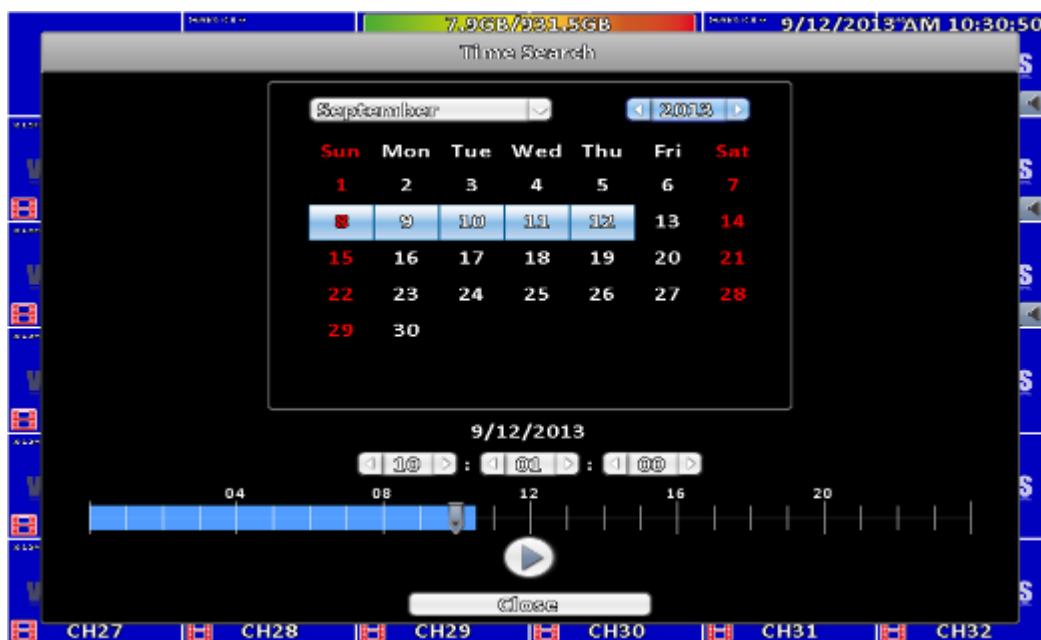 7.9GB/931.5GB
9/12/2013 AM 10:30:50
Time Search
September 2013
Sun Mon Tue Wed Thu Fri Sat
1 2 3 4 5 6 7
8 9 10 11 12 13 14
15 16 17 18 19 20 21
22 23 24 25 26 27 28
29 30
9/12/2013
10 : 01 : 00
04 08 12 16 20
Close
CH27 CH28 CH29 CH30 CH31 CH32